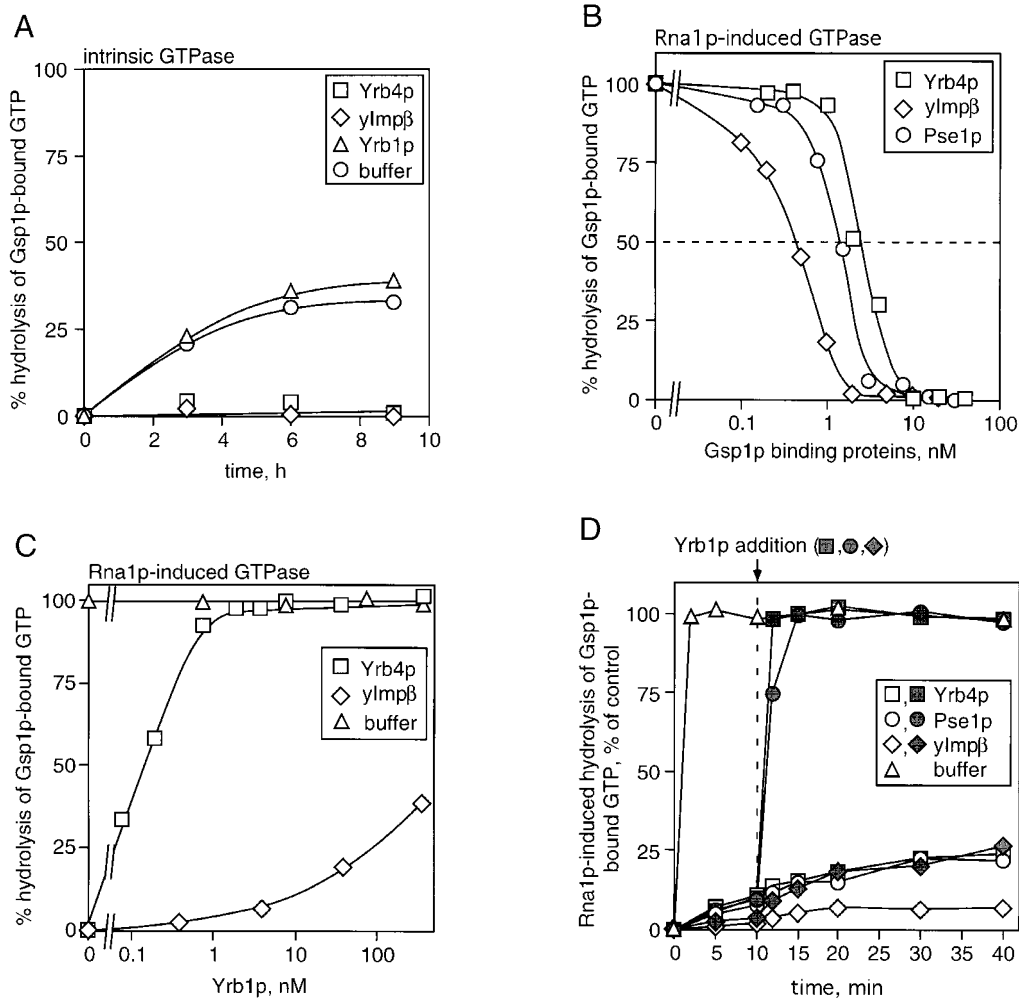 A
intrinsic GTPase
% hydrolysis of Gsp1p-bound GTP
100
75
50
25
0
0
2
4
6
8
10
time, h
Yrb4p
yImpβ
Yrb1p
buffer
B
Rna1p-induced GTPase
% hydrolysis of Gsp1p-bound GTP
100
75
50
25
0
0
0.1
1
10
100
Gsp1p binding proteins, nM
Yrb4p
yImpβ
Pse1p
C
Rna1p-induced GTPase
% hydrolysis of Gsp1p-bound GTP
100
75
50
25
0
0
0.1
1
10
100
Yrb1p, nM
Yrb4p
yImpβ
buffer
D
Yrb1p addition ( , , )
Rna1p-induced hydrolysis of Gsp1p-
bound GTP, % of control
100
75
50
25
0
0
5
10
15
20
25
30
35
40
time, min
, Yrb4p
, Pse1p
, yImpβ
buffer